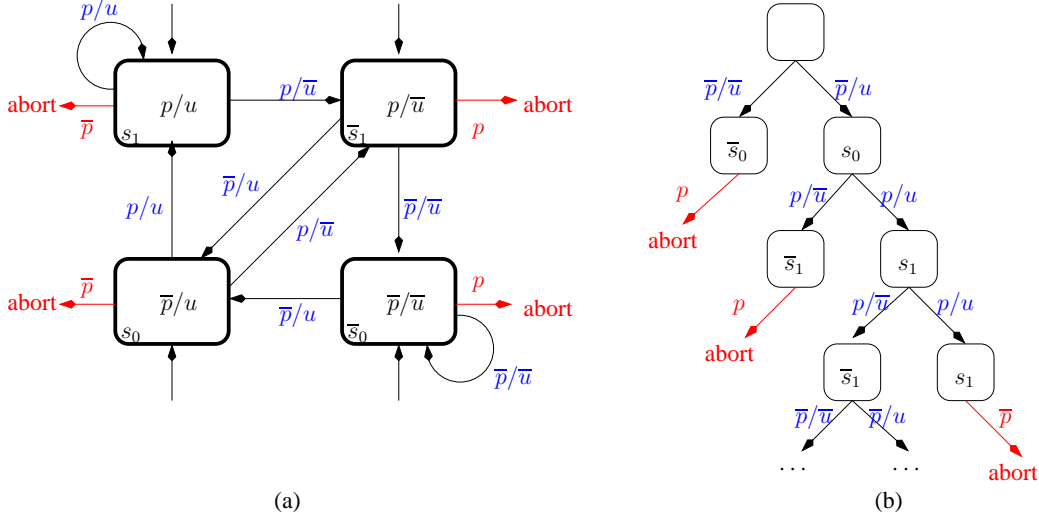 p/u
abort
p̅
p/u
s₁
p/u̅
p/u̅
s̅₁
p
abort
p̅/u
p/u
p/u̅
p̅/u̅
abort
p̅
p̅/u
s₀
p̅/u
p̅/u̅
s̅₀
p
abort
p̅/u̅
(a)
p̅/u̅
p̅/u
s̅₀
s₀
p
abort
p/u̅
p/u
s̅₁
s₁
p
abort
p/u̅
p/u
s̅₁
s₁
p̅/u̅
p̅/u
p̅
abort
· · ·
· · ·
(b)